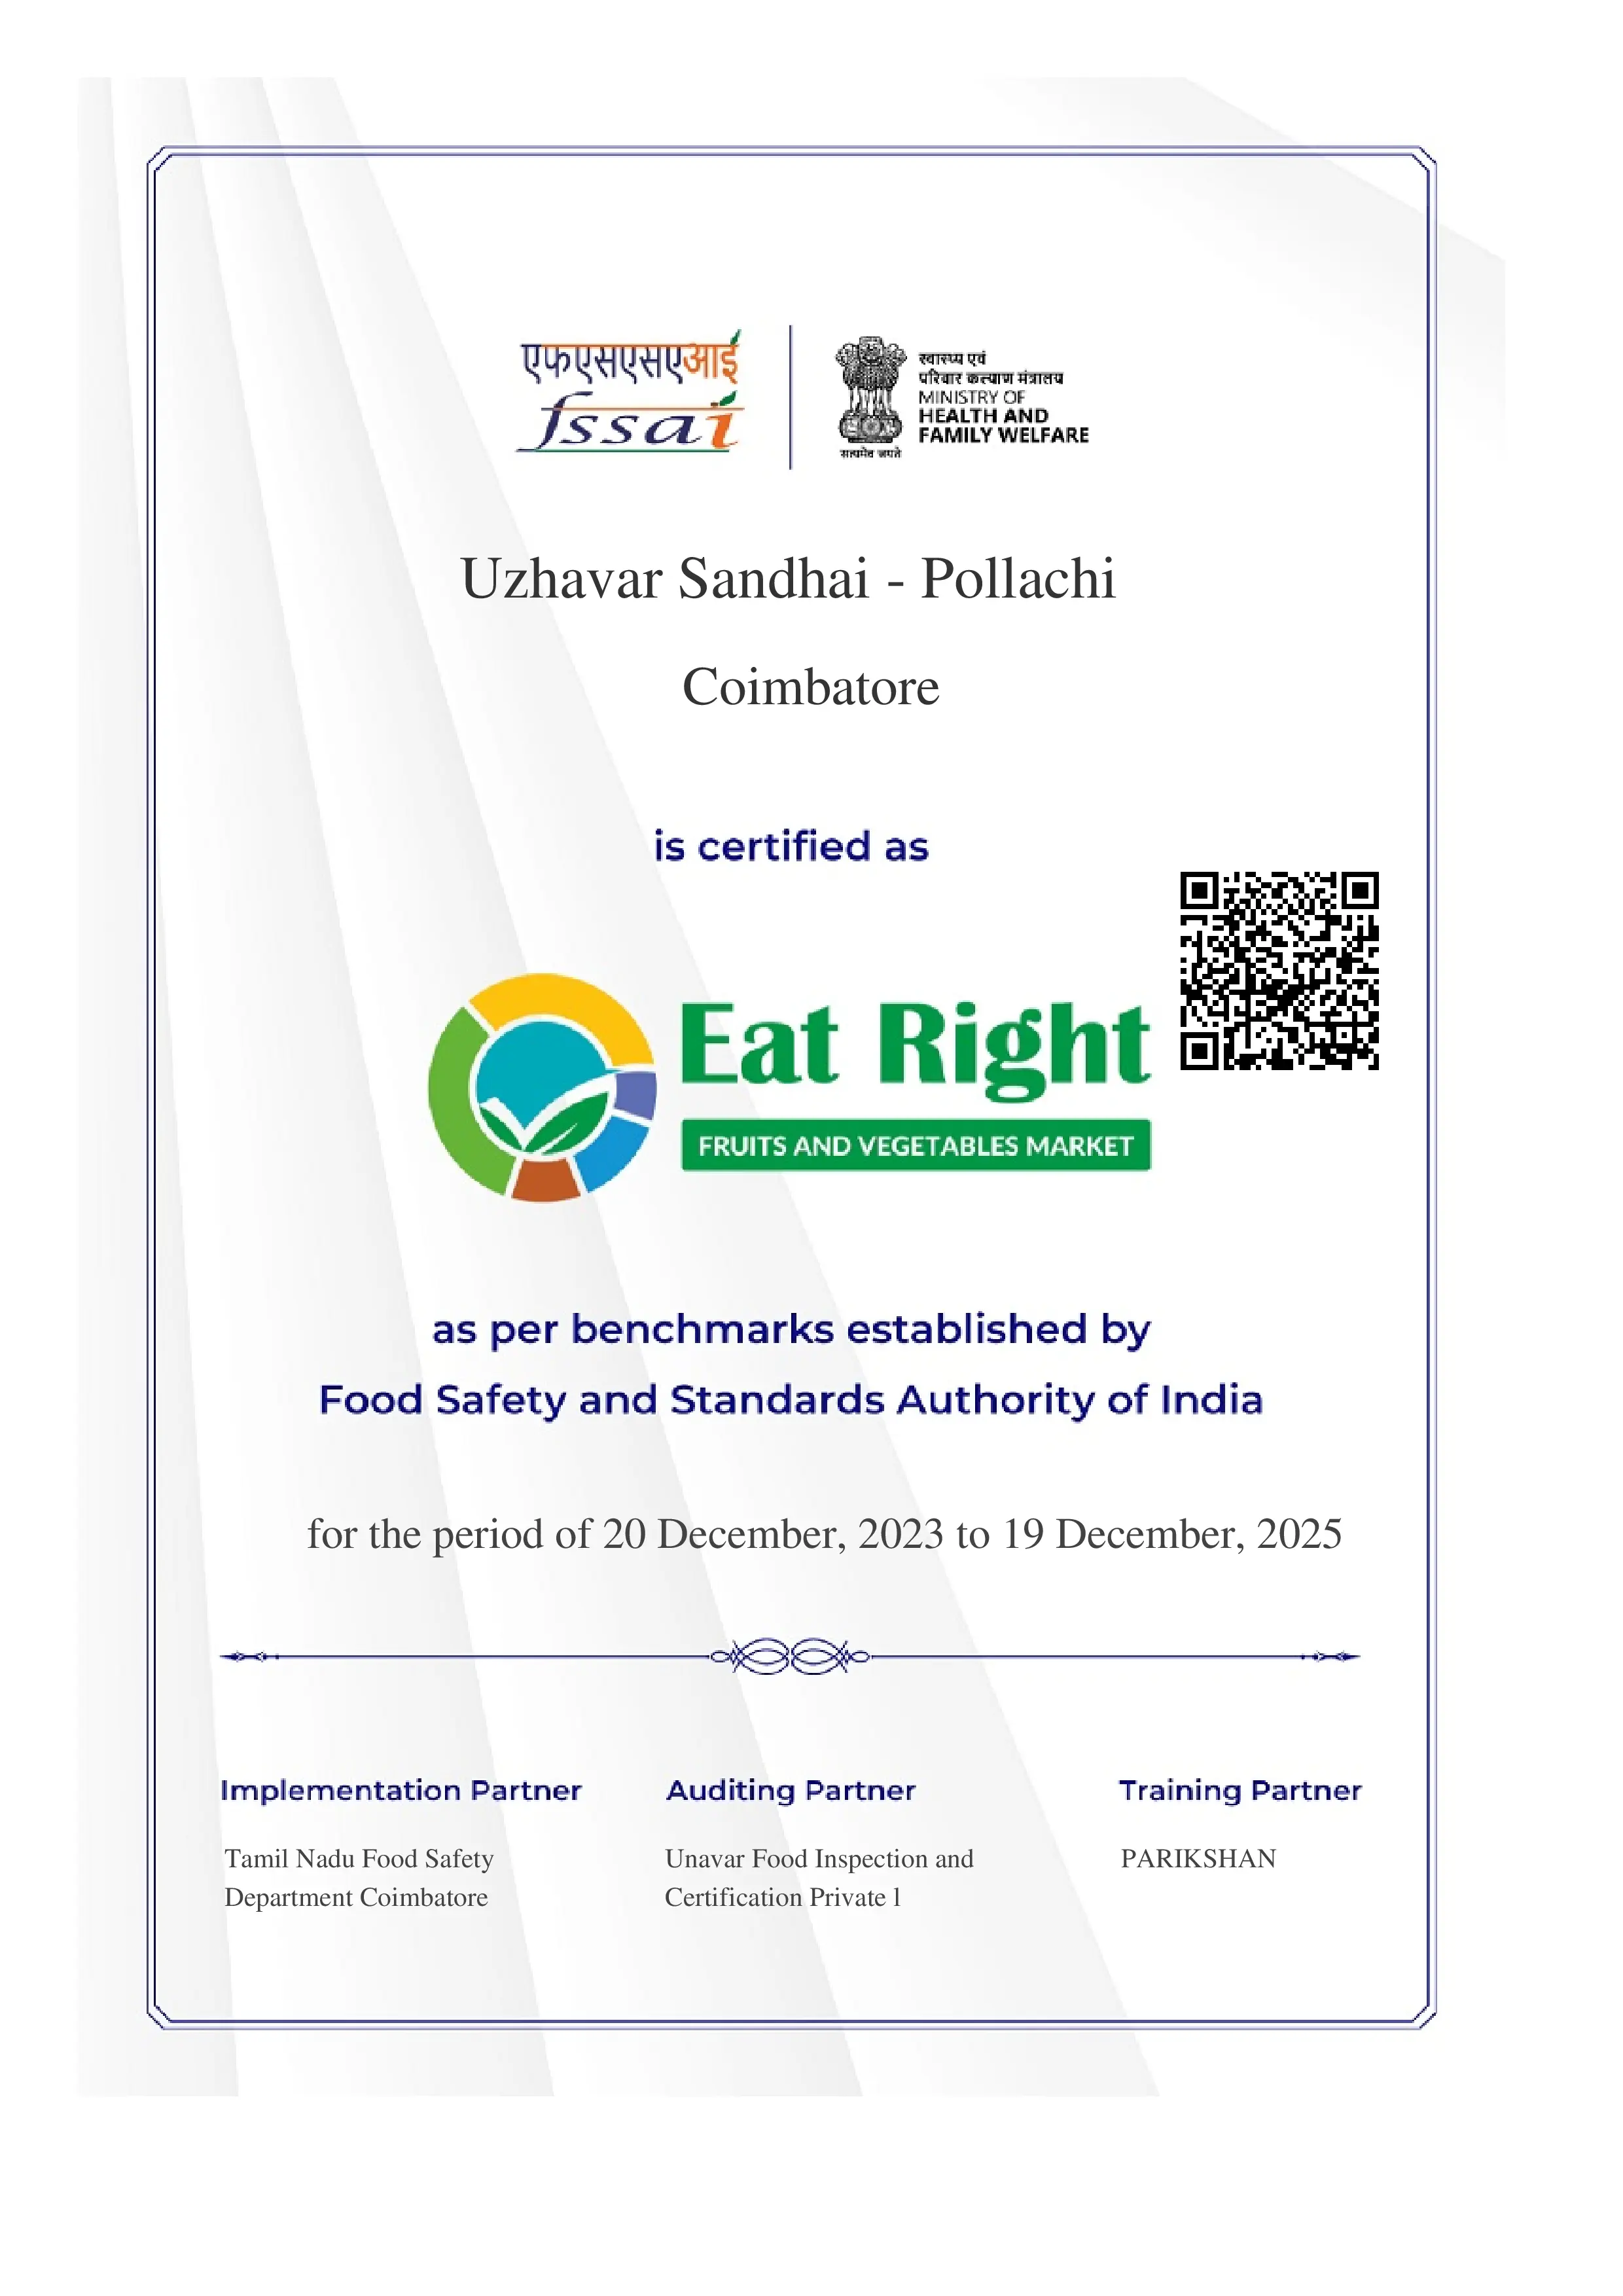 एफएसएसएआई
fssai
स्वास्थ्य एवं
परिवार कल्याण मंत्रालय
MINISTRY OF
HEALTH AND
FAMILY WELFARE
सत्यमेव जयते
Uzhavar Sandhai - Pollachi
Coimbatore
is certified as
Eat Right
FRUITS AND VEGETABLES MARKET
as per benchmarks established by
Food Safety and Standards Authority of India
for the period of 20 December, 2023 to 19 December, 2025
Implementation Partner
Tamil Nadu Food Safety
Department Coimbatore
Auditing Partner
Unavar Food Inspection and
Certification Private l
Training Partner
PARIKSHAN